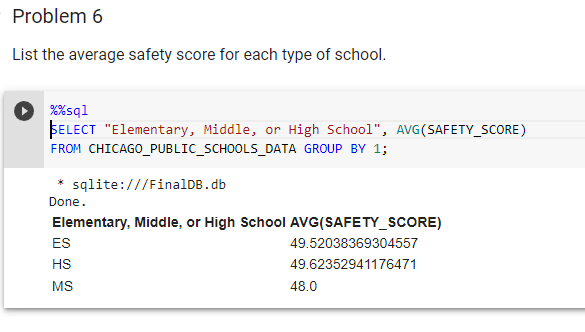 Problem 6
List the average safety score for each type of school.
%%sql
SELECT "Elementary, Middle, or High School", AVG(SAFETY_SCORE)
FROM CHICAGO_PUBLIC_SCHOOLS_DATA GROUP BY 1;
* sqlite:///FinalDB.db
Done.
Elementary, Middle, or High School AVG(SAFETY_SCORE)
ES 49.52038369304557
HS 49.62352941176471
MS 48.0